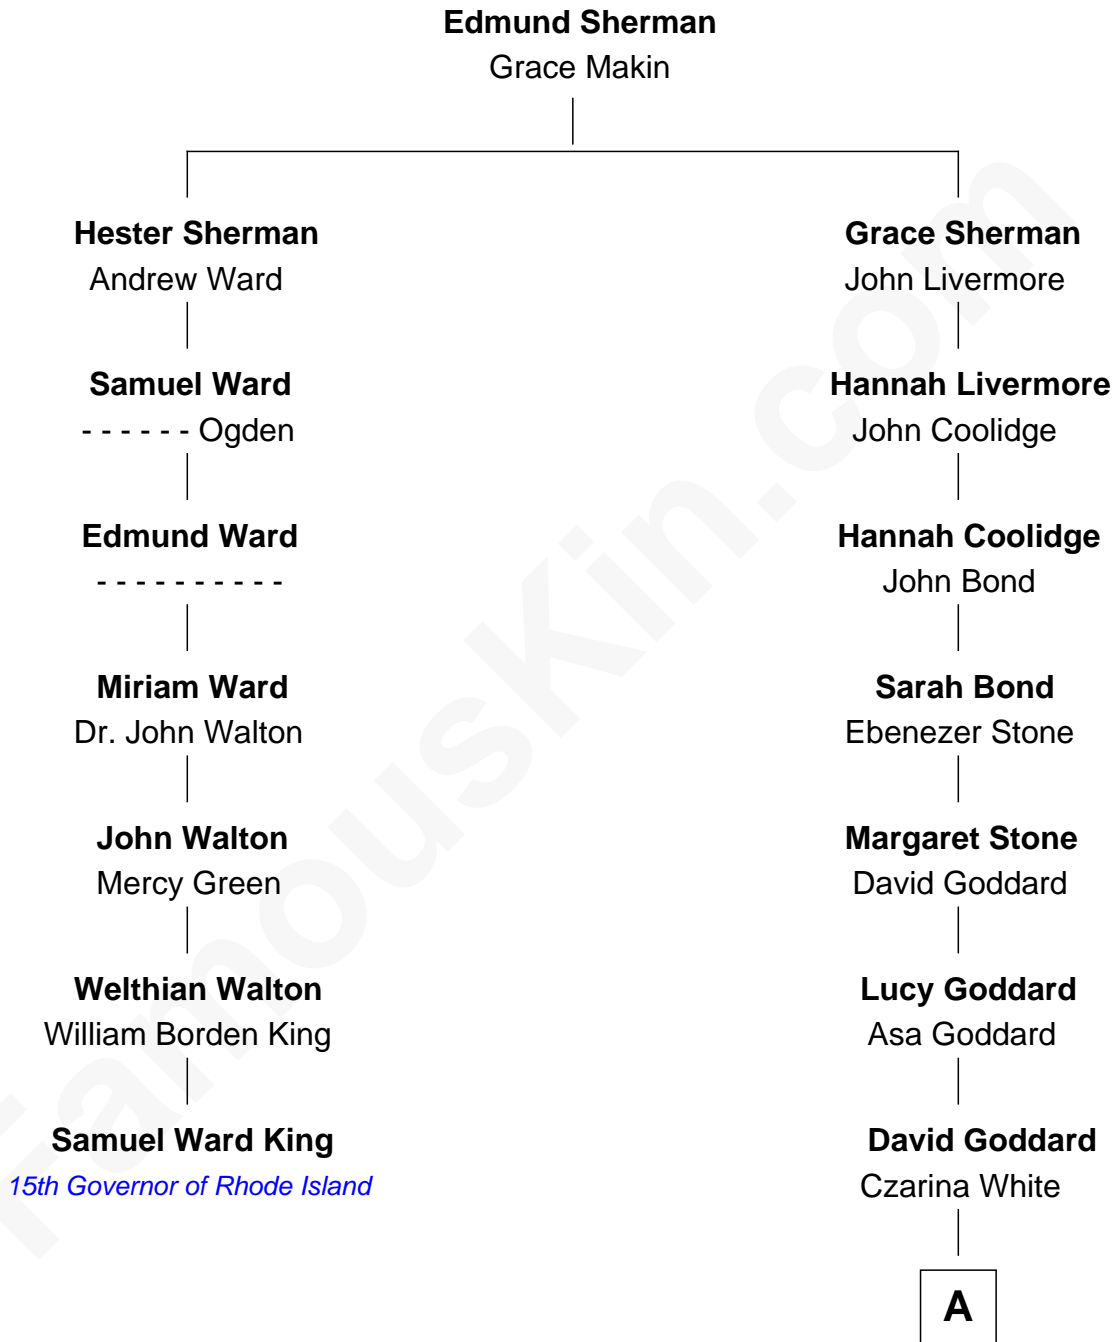 Edmund Sherman
Grace Makin
Hester Sherman
Andrew Ward
Samuel Ward
- - - - - - Ogden
Edmund Ward
- - - - - - - - - -
Miriam Ward
Dr. John Walton
John Walton
Mercy Green
Welthian Walton
William Borden King
Samuel Ward King
15th Governor of Rhode Island
Grace Sherman
John Livermore
Hannah Livermore
John Coolidge
Hannah Coolidge
John Bond
Sarah Bond
Ebenezer Stone
Margaret Stone
David Goddard
Lucy Goddard
Asa Goddard
David Goddard
Czarina White
A
FamousKin.com